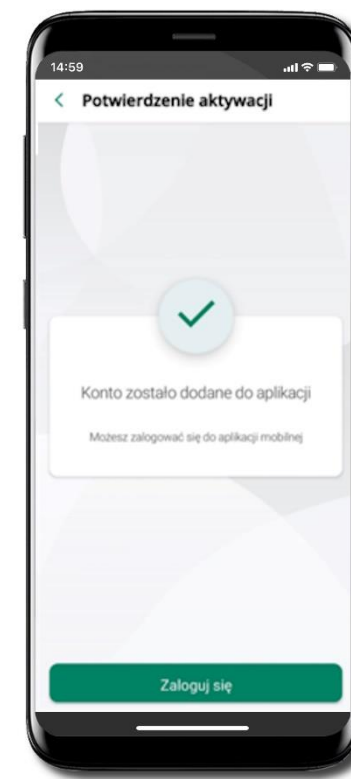 14:59
Potwierdzenie aktywacji
Konto zostało dodane do aplikacji
Możesz zalogować się do aplikacji mobilnej
Zaloguj się